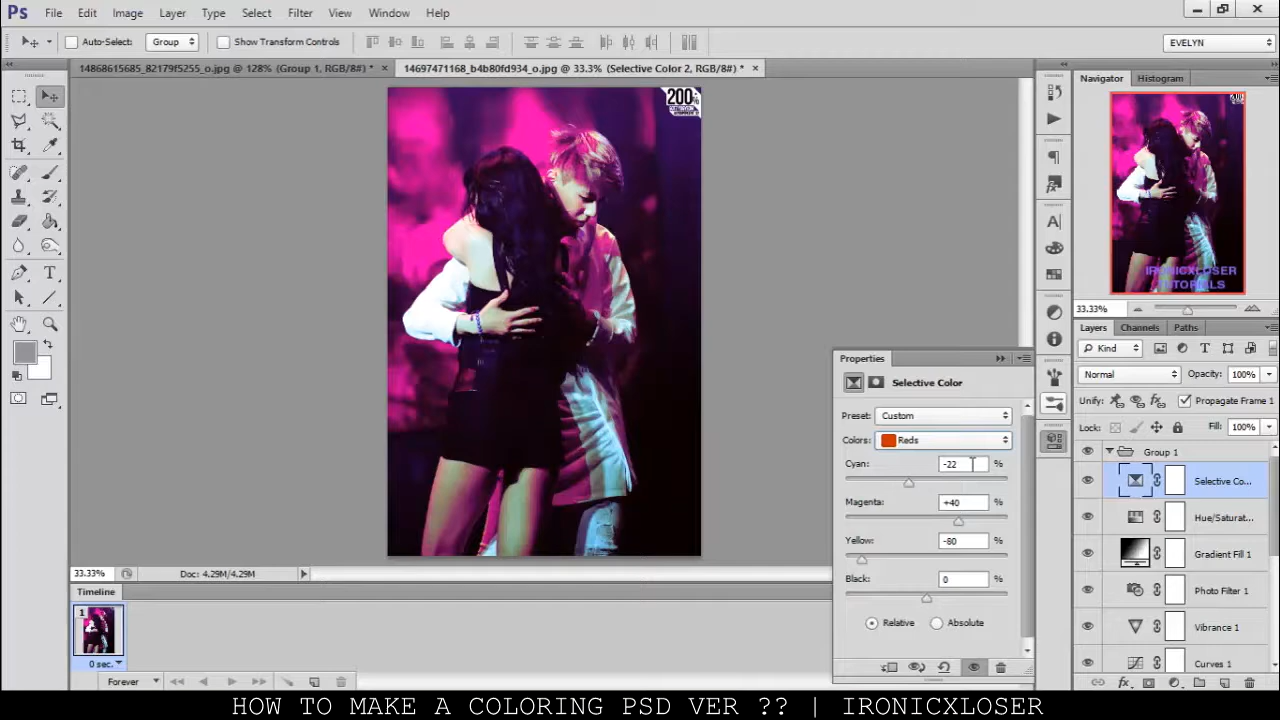 Ps File Edit Image Layer Type Select Filter View Window Help
Auto-Select: Group Show Transform Controls EVELYN
14868615685_82179f5255_o.jpg @ 128% (Group 1, RGB/8#) * × 14697471168_b4b80fd934_o.jpg @ 33.3% (Selective Color 2, RGB/8#) * ×
Navigator Histogram
200%
IRONICXLOSER
TUTORIALS
33.33%
Layers Channels Paths
Kind
Normal Opacity: 100%
Unify: Propagate Frame 1
Lock: Fill: 100%
Group 1
Selective Co...
Hue/Saturat...
Gradient Fill 1
Photo Filter 1
Vibrance 1
Curves 1
Properties
Selective Color
Preset: Custom
Colors: Reds
Cyan: -22 %
Magenta: +40 %
Yellow: -80 %
Black: 0 %
Relative Absolute
33.33% Doc: 4.29M/4.29M
Timeline
1
0 sec.
Forever
HOW TO MAKE A COLORING PSD VER ?? | IRONICXLOSER